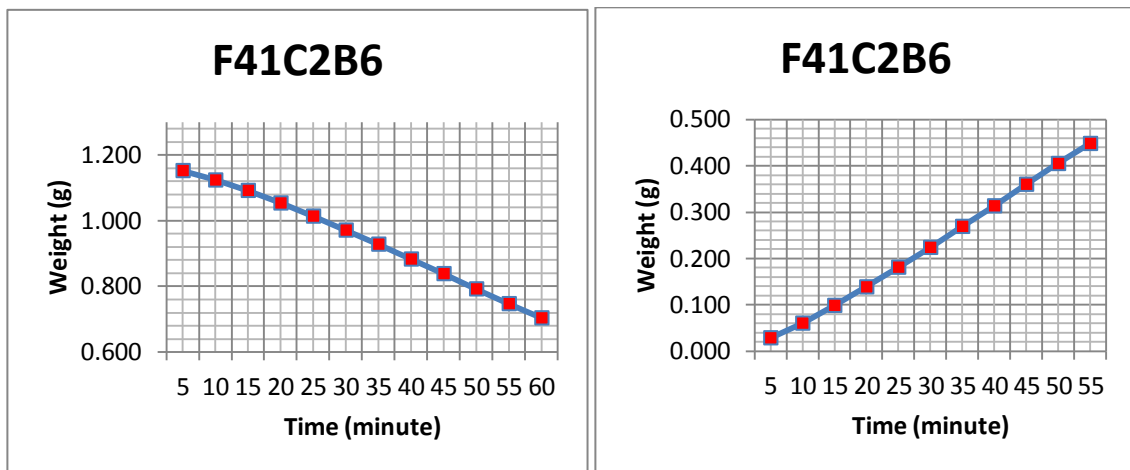 F41C2B6
Weight (g)
1.200
1.000
0.800
0.600
5 10 15 20 25 30 35 40 45 50 55 60
Time (minute)
F41C2B6
Weight (g)
0.500
0.400
0.300
0.200
0.100
0.000
5 10 15 20 25 30 35 40 45 50 55
Time (minute)